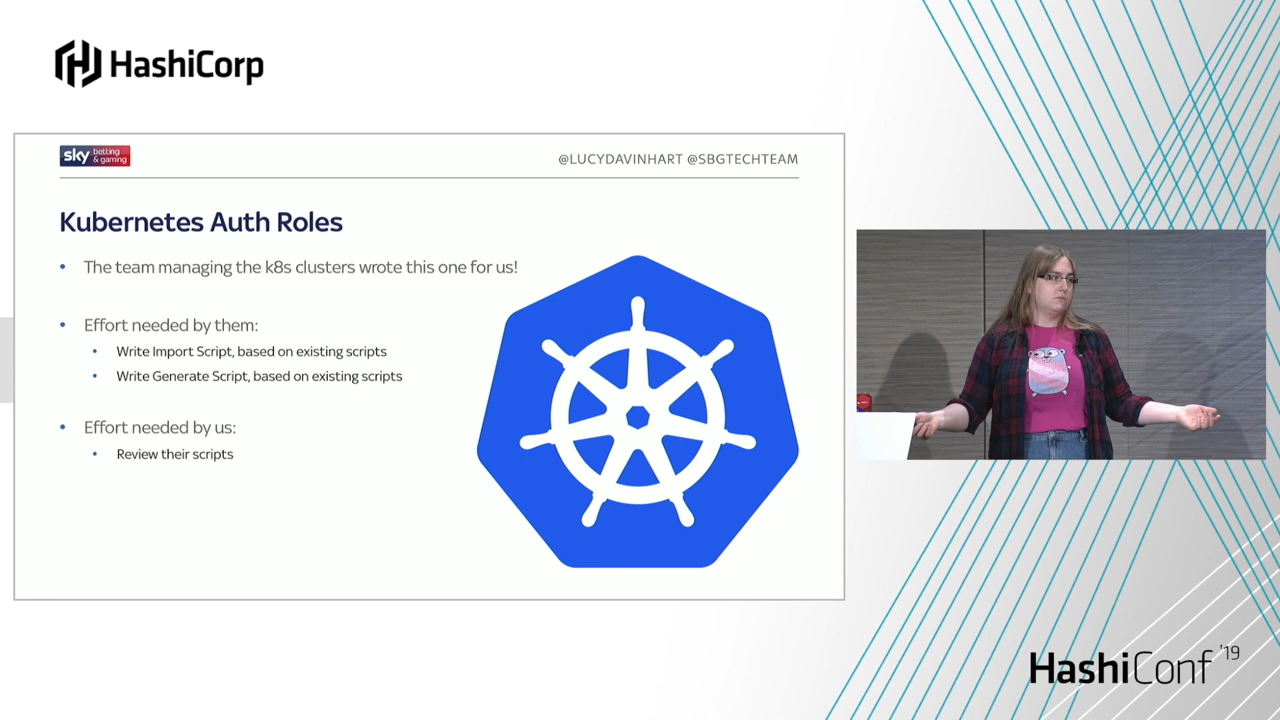 HashiCorp
sky betting & gaming
@LUCYDAVINHART @SBGTECHTEAM
Kubernetes Auth Roles
• The team managing the k8s clusters wrote this one for us!
• Effort needed by them:
• Write Import Script, based on existing scripts
• Write Generate Script, based on existing scripts
• Effort needed by us:
• Review their scripts
HashiConf '19